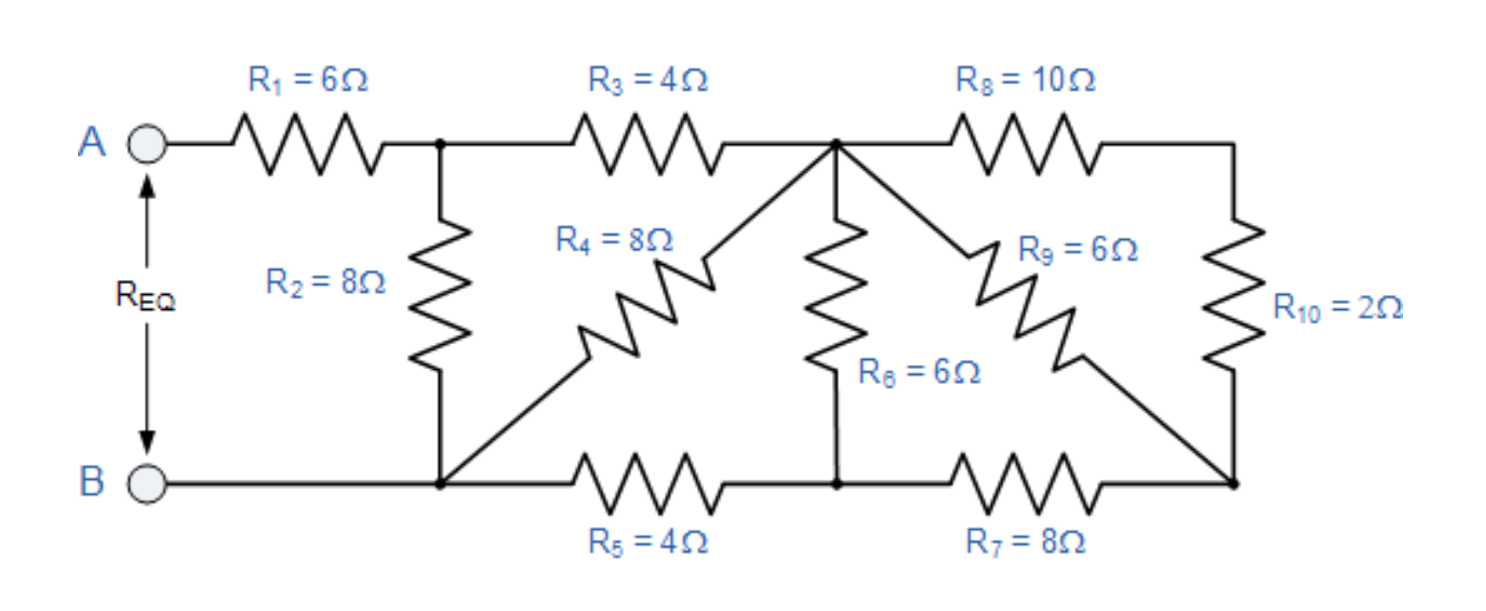 R₁ = 6Ω
R₃ = 4Ω
R₈ = 10Ω
A
R₄ = 8Ω
R₉ = 6Ω
R₂ = 8Ω
R_EQ
R₁₀ = 2Ω
R₆ = 6Ω
B
R₅ = 4Ω
R₇ = 8Ω